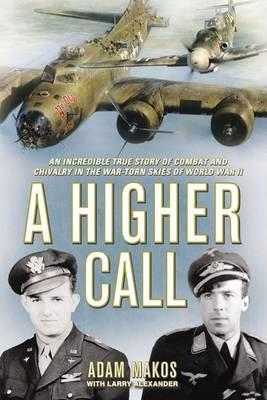 AN INCREDIBLE TRUE STORY OF COMBAT AND
CHIVALRY IN THE WAR-TORN SKIES OF WORLD WAR II
A HIGHER
CALL
ADAM MAKOS
WITH LARRY ALEXANDER